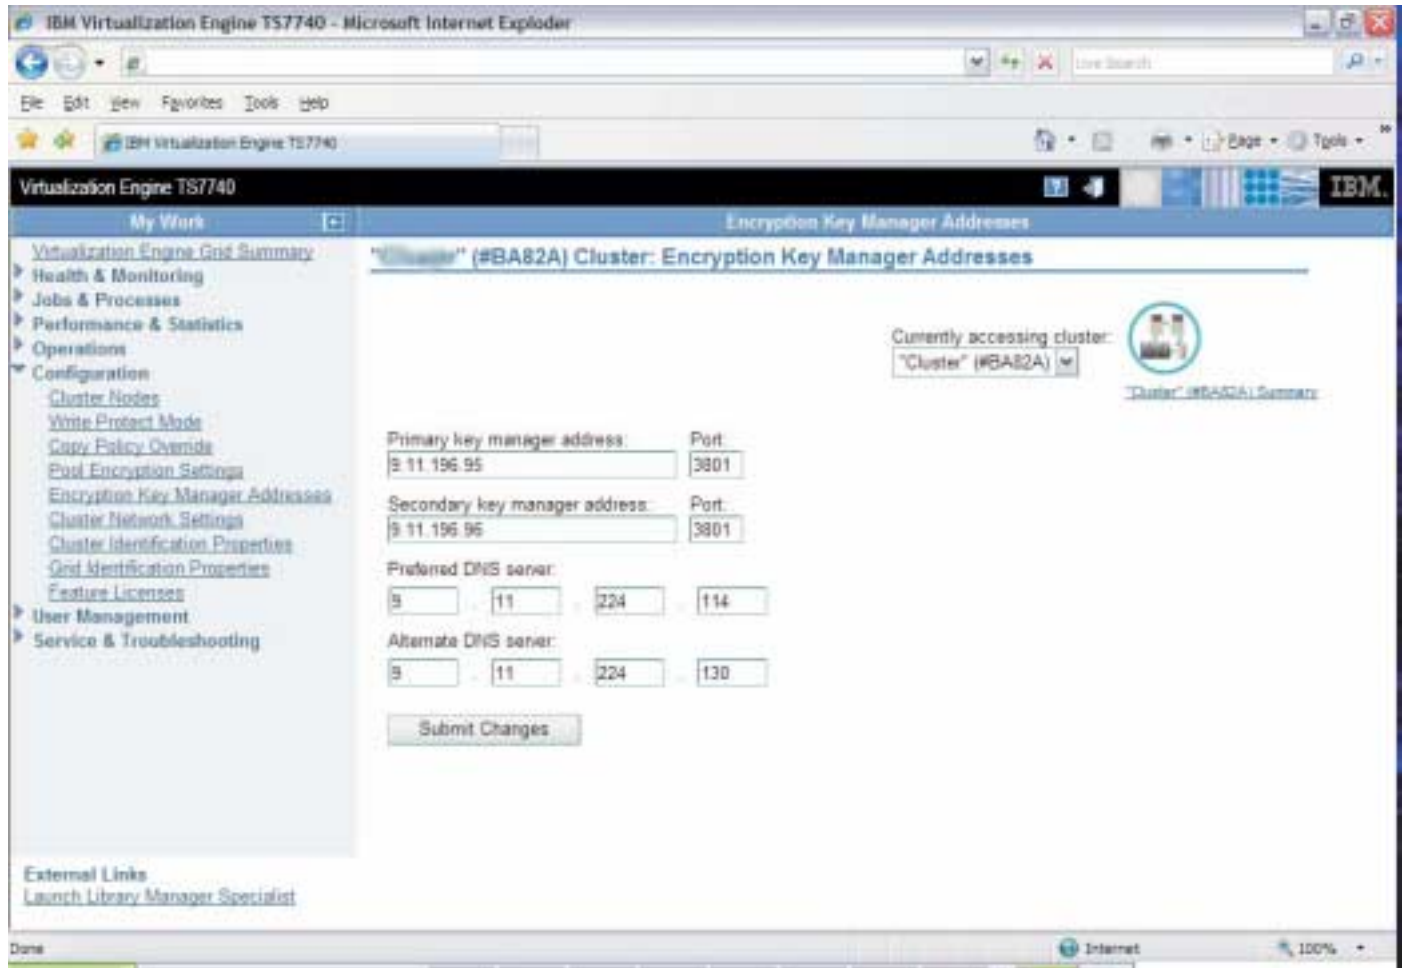 IBM Virtualization Engine TS7740 - Microsoft Internet Exploder
Live Search
File Edit View Favorites Tools Help
IBM Virtualization Engine TS7740
Page Tools
Virtualization Engine TS7740
IBM.
My Work
Encryption Key Manager Addresses
Virtualization Engine Grid Summary
Health & Monitoring
Jobs & Processes
Performance & Statistics
Operations
Configuration
Cluster Nodes
Write Protect Mode
Copy Policy Override
Pool Encryption Settings
Encryption Key Manager Addresses
Cluster Network Settings
Cluster Identification Properties
Grid Identification Properties
Feature Licenses
User Management
Service & Troubleshooting
External Links
Launch Library Manager Specialist
" " (#BA82A) Cluster: Encryption Key Manager Addresses
Currently accessing cluster:
"Cluster" (#BA82A)
"Cluster" (#BA82A) Summary
Primary key manager address: Port:
9.11.196.95 3801
Secondary key manager address: Port:
9.11.196.96 3801
Preferred DNS server:
9 . 11 . 224 . 114
Alternate DNS server:
9 . 11 . 224 . 130
Submit Changes
Done
Internet
100%